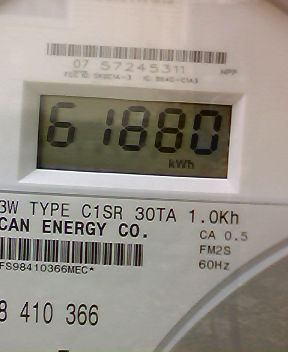 07 57245311
61880
kWh
3W TYPE C1SR 30TA 1.0Kh
CAN ENERGY CO.
CA 0.5
FM2S
FS98410366MEC*
60Hz
8 410 366